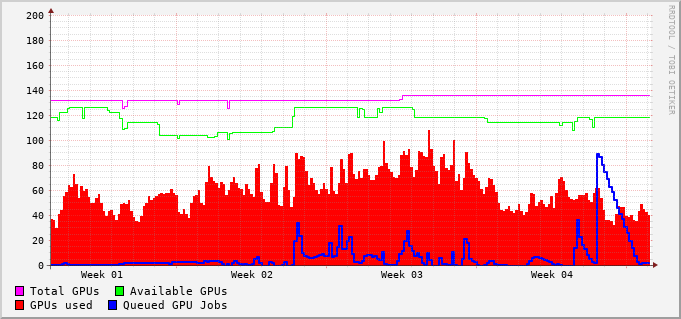 200
180
160
140
120
100
80
60
40
20
0
Week 01 Week 02 Week 03 Week 04
Total GPUs Available GPUs
GPUs used Queued GPU Jobs
RRDTOOL / TOBI OETIKER